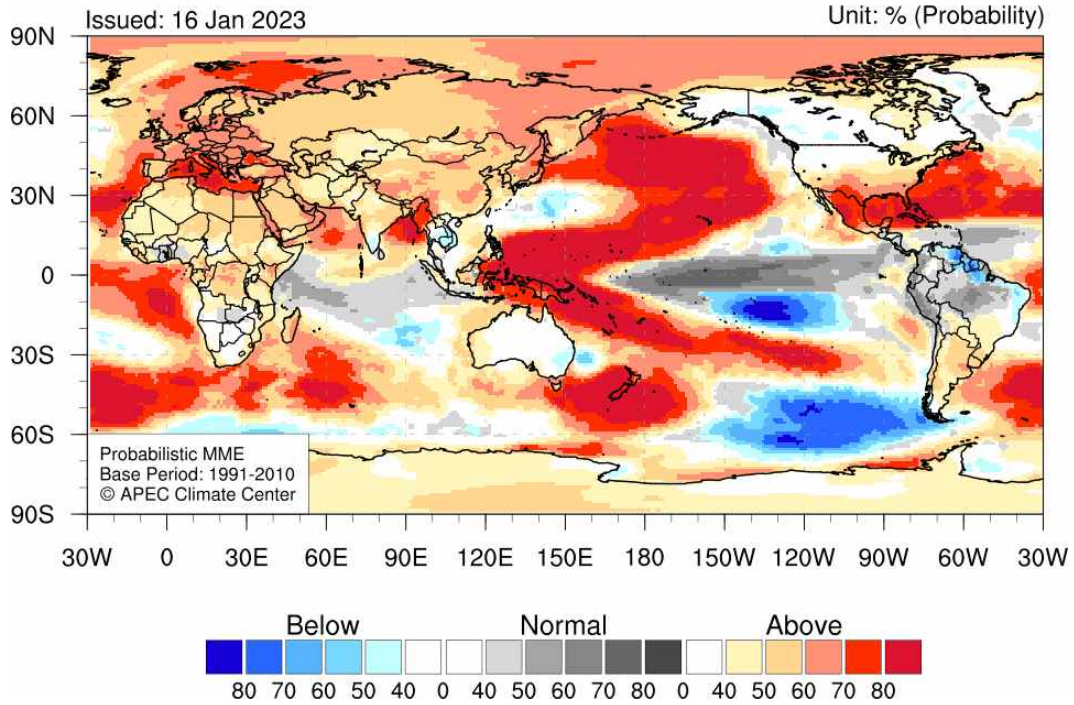 Issued: 16 Jan 2023 Unit: % (Probability)
90N
60N
30N
0
30S
60S
90S
Probabilistic MME
Base Period: 1991-2010
© APEC Climate Center
30W 0 30E 60E 90E 120E 150E 180 150W 120W 90W 60W 30W
Below Normal Above
80 70 60 50 40 0 40 50 60 70 80 0 40 50 60 70 80